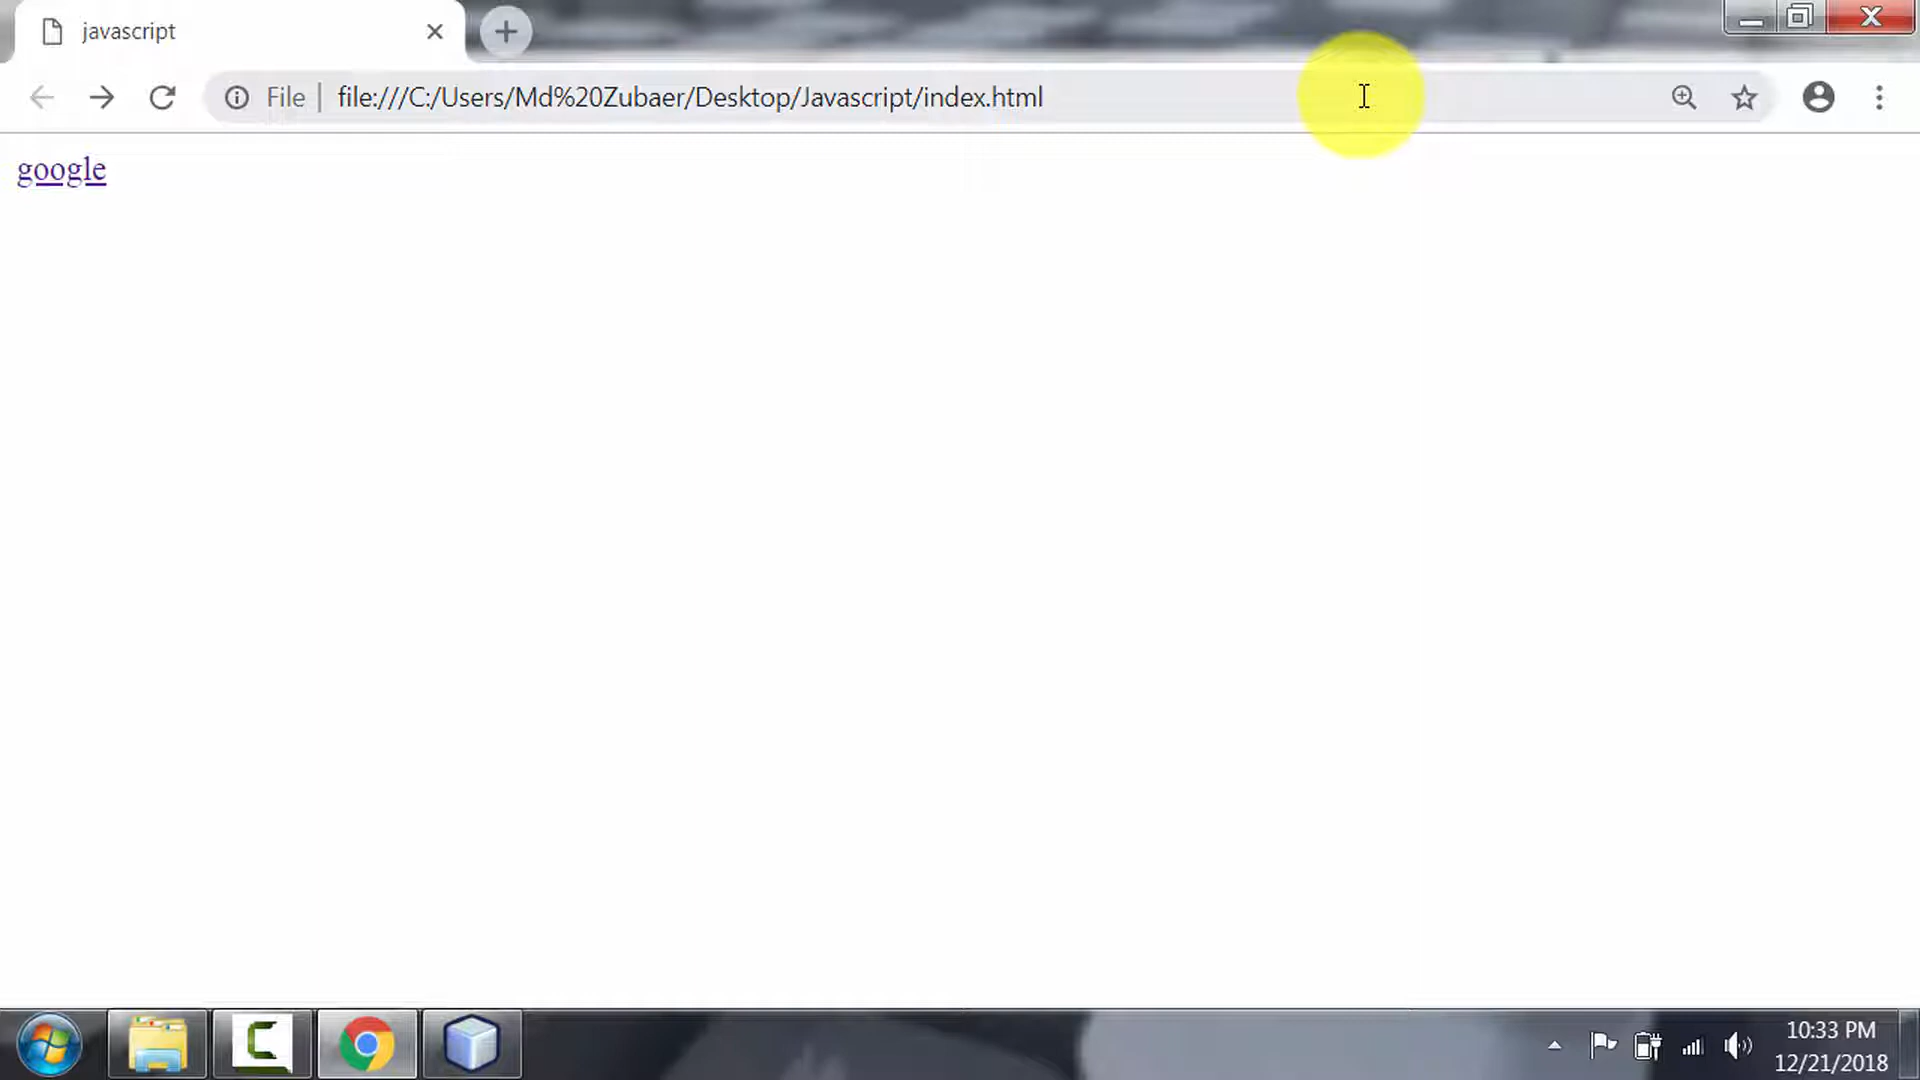 javascript
File | file:///C:/Users/Md%20Zubaer/Desktop/Javascript/index.html
google
10:33 PM
12/21/2018